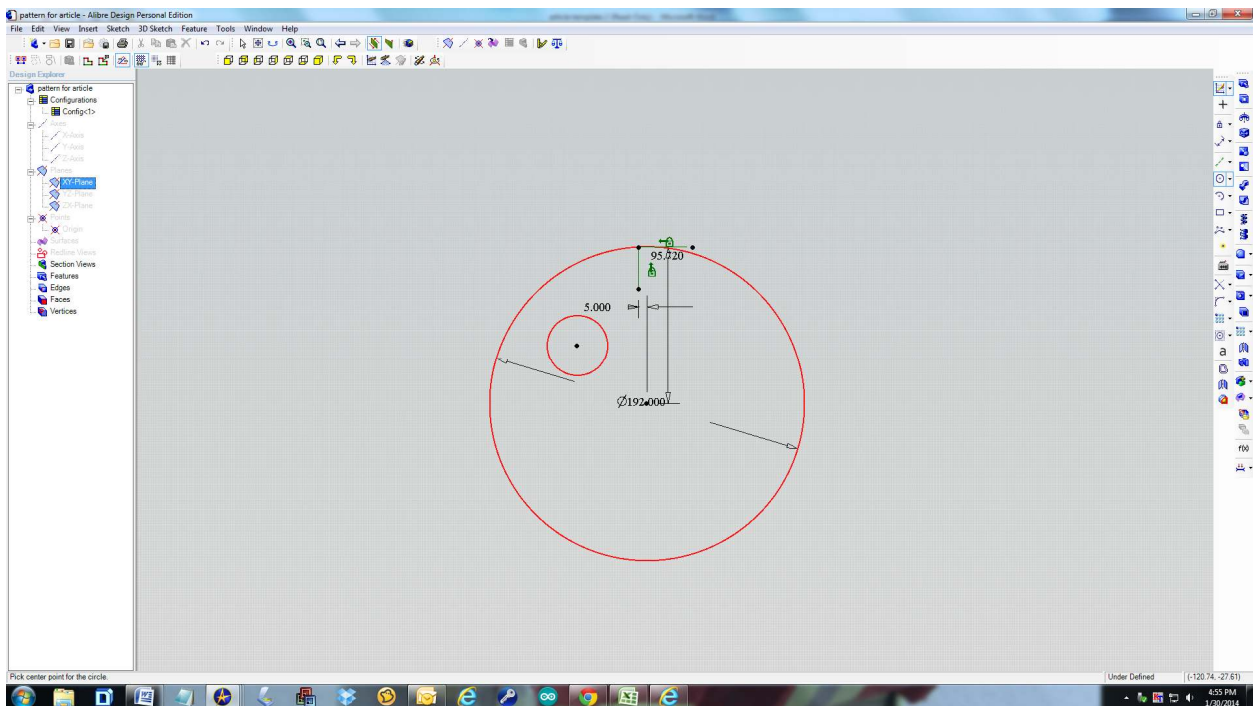 pattern for article - Alibre Design Personal Edition
File Edit View Insert Sketch 3D Sketch Feature Tools Window Help
Design Explorer
pattern for article
Configurations
Config<1>
Axes
X-Axis
Y-Axis
Z-Axis
Planes
XY-Plane
YZ-Plane
ZX-Plane
Points
Origin
Surfaces
Redline Views
Section Views
Features
Edges
Faces
Vertices
95.720
5.000
Ø192.000
a
f(x)
Pick center point for the circle.
Under Defined
(-120.74, -27.61)
4:55 PM
1/30/2014